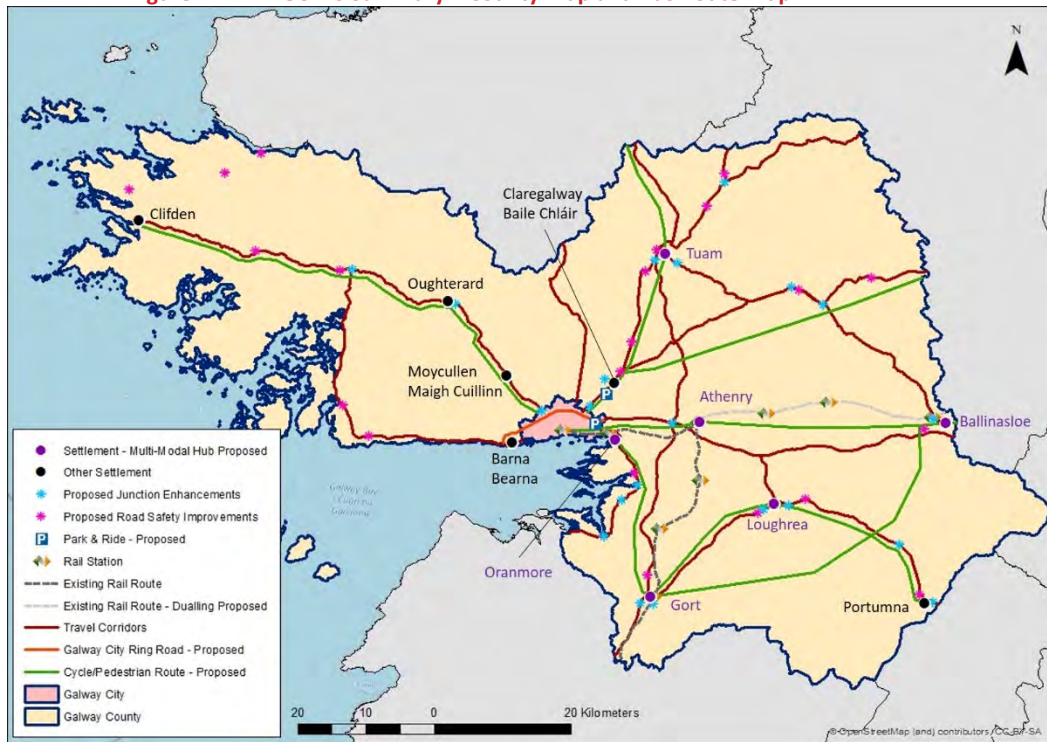 N
Claregalway
Baile Chláir
Clifden
Tuam
Oughterard
Moycullen
Maigh Cuillinn
Athenry
Ballinasloe
Barna
Bearna
Loughrea
Oranmore
Gort
Portumna
Settlement - Multi-Modal Hub Proposed
Other Settlement
Proposed Junction Enhancements
Proposed Road Safety Improvements
P Park & Ride - Proposed
Rail Station
Existing Rail Route
Existing Rail Route - Dualling Proposed
Travel Corridors
Galway City Ring Road - Proposed
Cycle/Pedestrian Route - Proposed
Galway City
Galway County
P
P
Galway Bay
20 10 0 20 Kilometers
© OpenStreetMap (and) contributors, CC-BY-SA